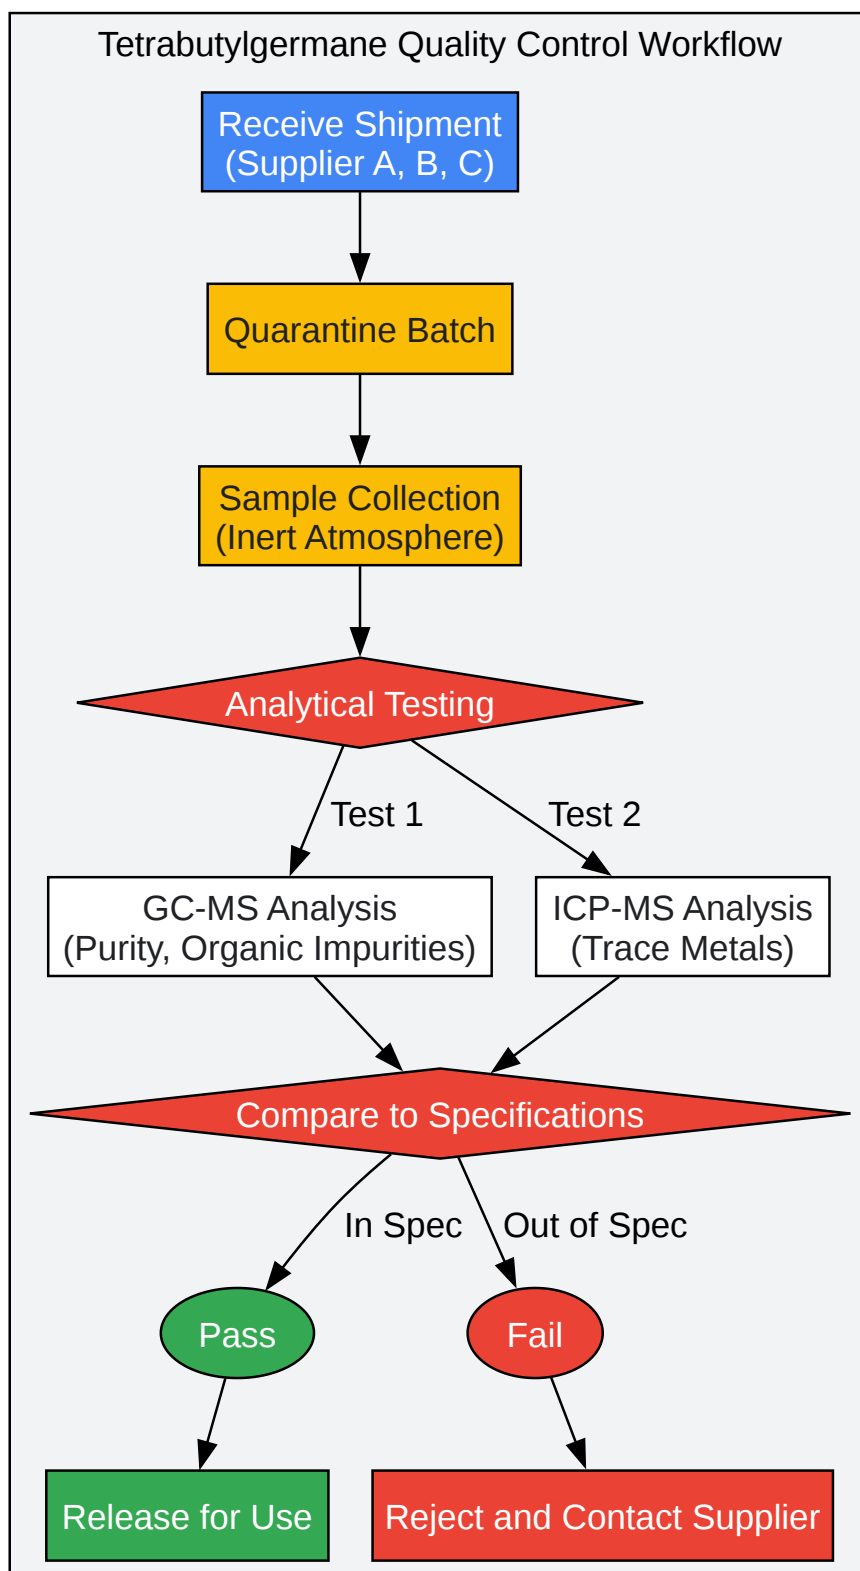 Tetrabutylgermane Quality Control Workflow
Receive Shipment
(Supplier A, B, C)
Quarantine Batch
Sample Collection
(Inert Atmosphere)
Analytical Testing
Test 1
Test 2
GC-MS Analysis
(Purity, Organic Impurities)
ICP-MS Analysis
(Trace Metals)
Compare to Specifications
In Spec
Out of Spec
Pass
Fail
Release for Use
Reject and Contact Supplier